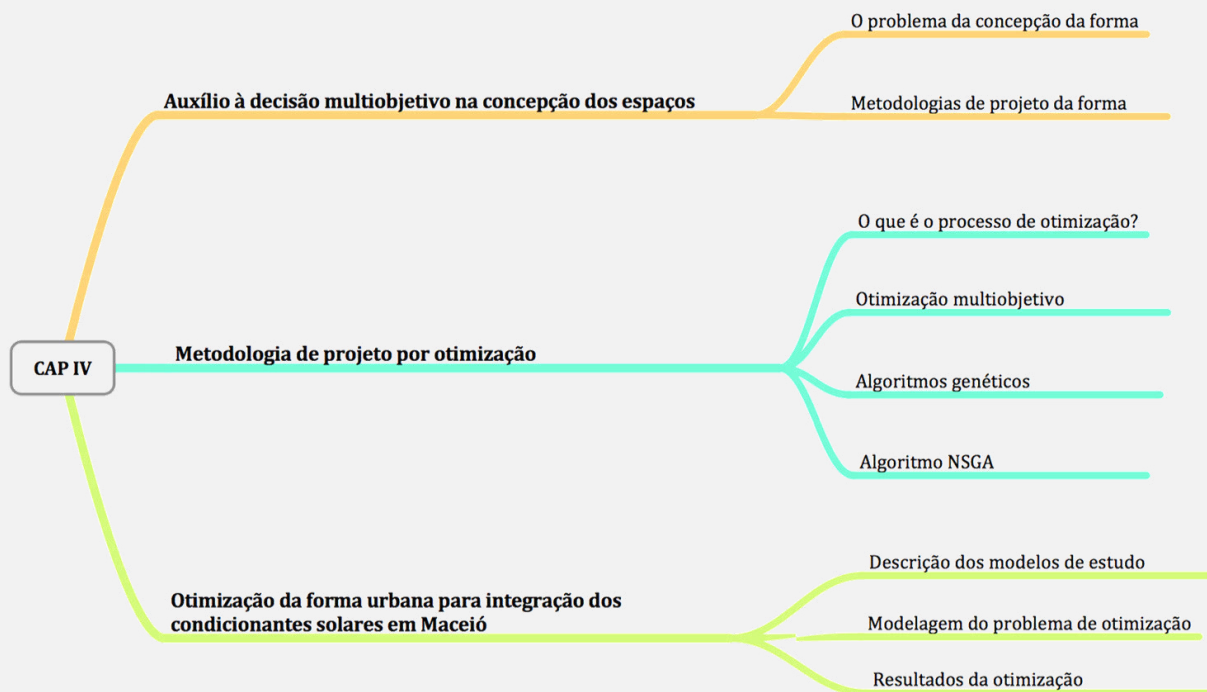 CAP IV
Auxílio à decisão multiobjetivo na concepção dos espaços
O problema da concepção da forma
Metodologias de projeto da forma
Metodologia de projeto por otimização
O que é o processo de otimização?
Otimização multiobjetivo
Algoritmos genéticos
Algoritmo NSGA
Otimização da forma urbana para integração dos
condicionantes solares em Maceió
Descrição dos modelos de estudo
Modelagem do problema de otimização
Resultados da otimização